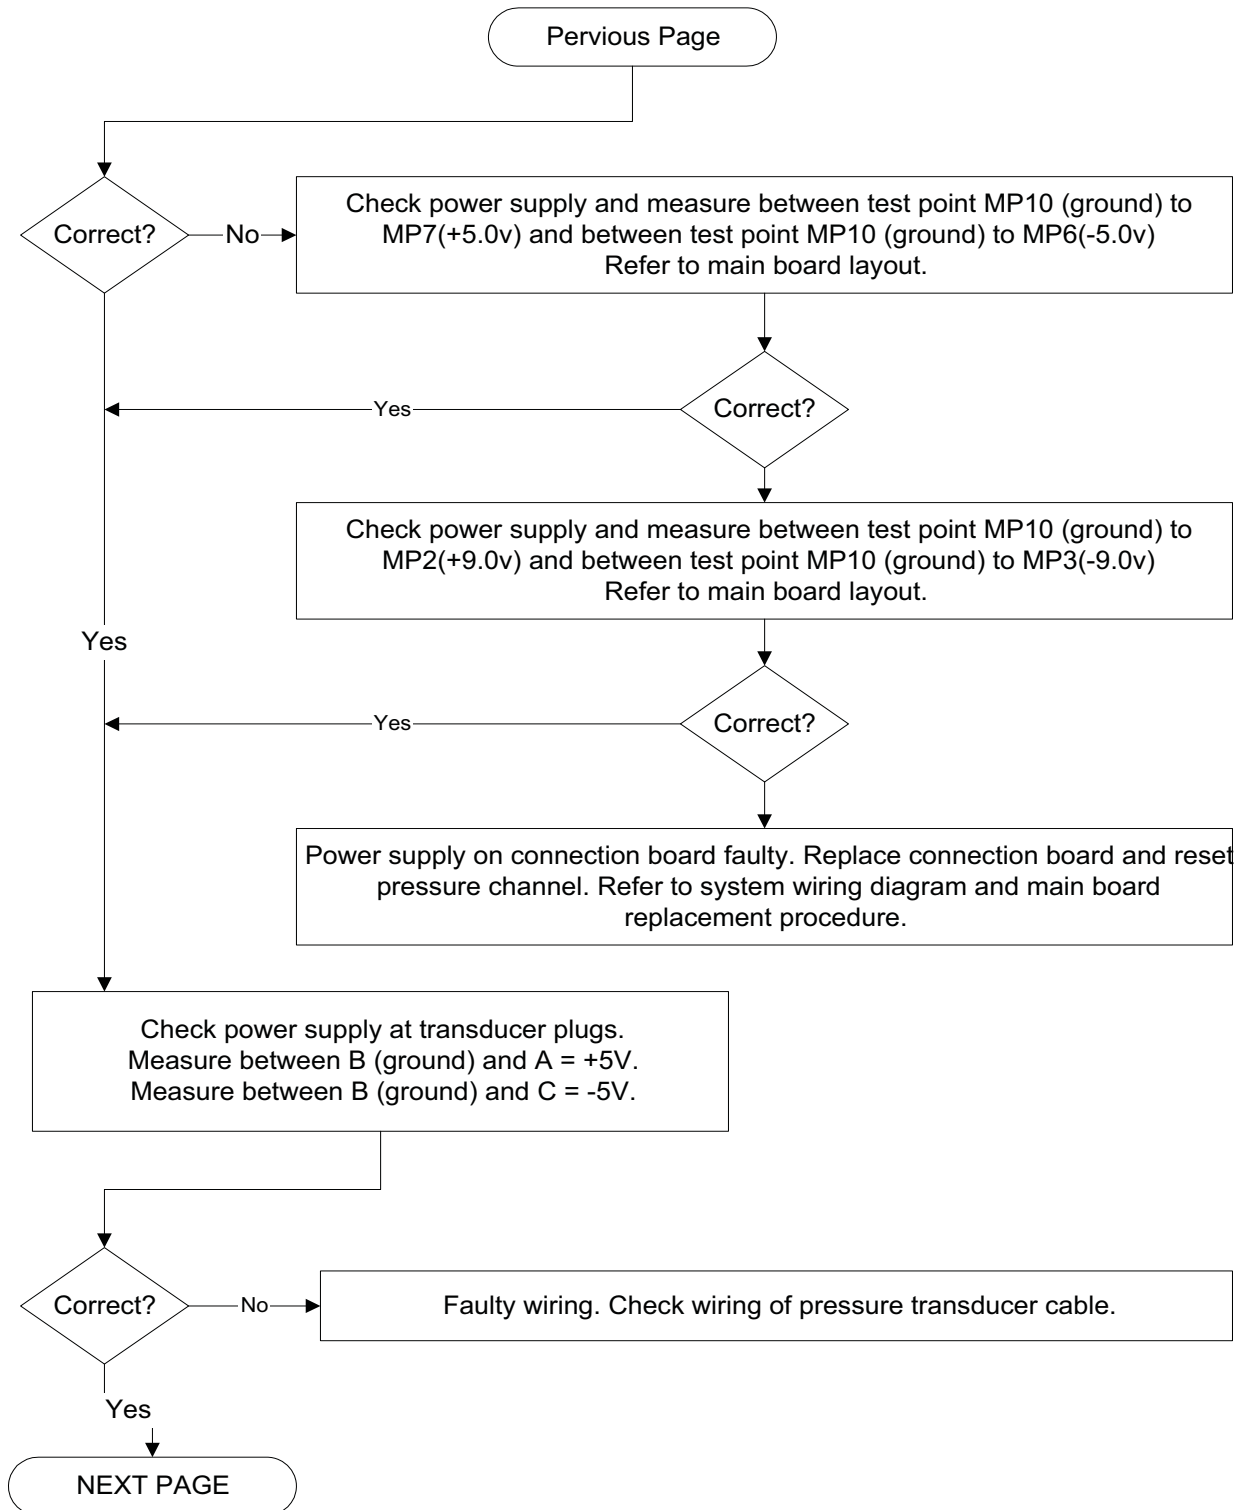 Pervious Page
Correct?
No
Check power supply and measure between test point MP10 (ground) to
MP7(+5.0v) and between test point MP10 (ground) to MP6(-5.0v)
Refer to main board layout.
Yes
Correct?
Check power supply and measure between test point MP10 (ground) to
MP2(+9.0v) and between test point MP10 (ground) to MP3(-9.0v)
Refer to main board layout.
Yes
Yes
Correct?
Power supply on connection board faulty. Replace connection board and reset
pressure channel. Refer to system wiring diagram and main board
replacement procedure.
Check power supply at transducer plugs.
Measure between B (ground) and A = +5V.
Measure between B (ground) and C = -5V.
Correct?
No
Faulty wiring. Check wiring of pressure transducer cable.
Yes
NEXT PAGE